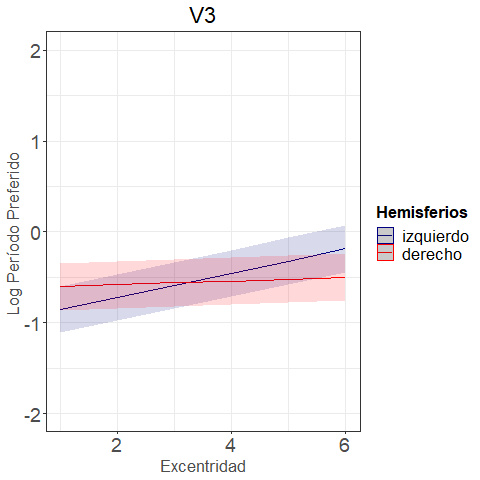 V3
Log Período Preferido
2
1
0
-1
-2
2 4 6
Excentridad
Hemisferios
izquierdo
derecho